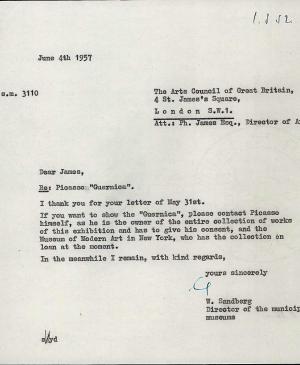 June 4th 1957
s.m. 3110
The Arts Council of Great Britain,
4 St. James's Square,
London S.W.1.
Att.: Ph. James Esq., Director of
Dear James,
Re: Picasso "Guernica".
I thank you for your letter of May 31st.
If you want to show the "Guernica", please contact Picasso
himself, as he is the owner of the entire collection of works
of this exhibition and has to give his consent, and the
Museum of Modern Art in New York, who has the collection on
loan at the moment.
In the meanwhile I remain, with kind regards,
yours sincerely
W. Sandberg
Director of the municip
museums